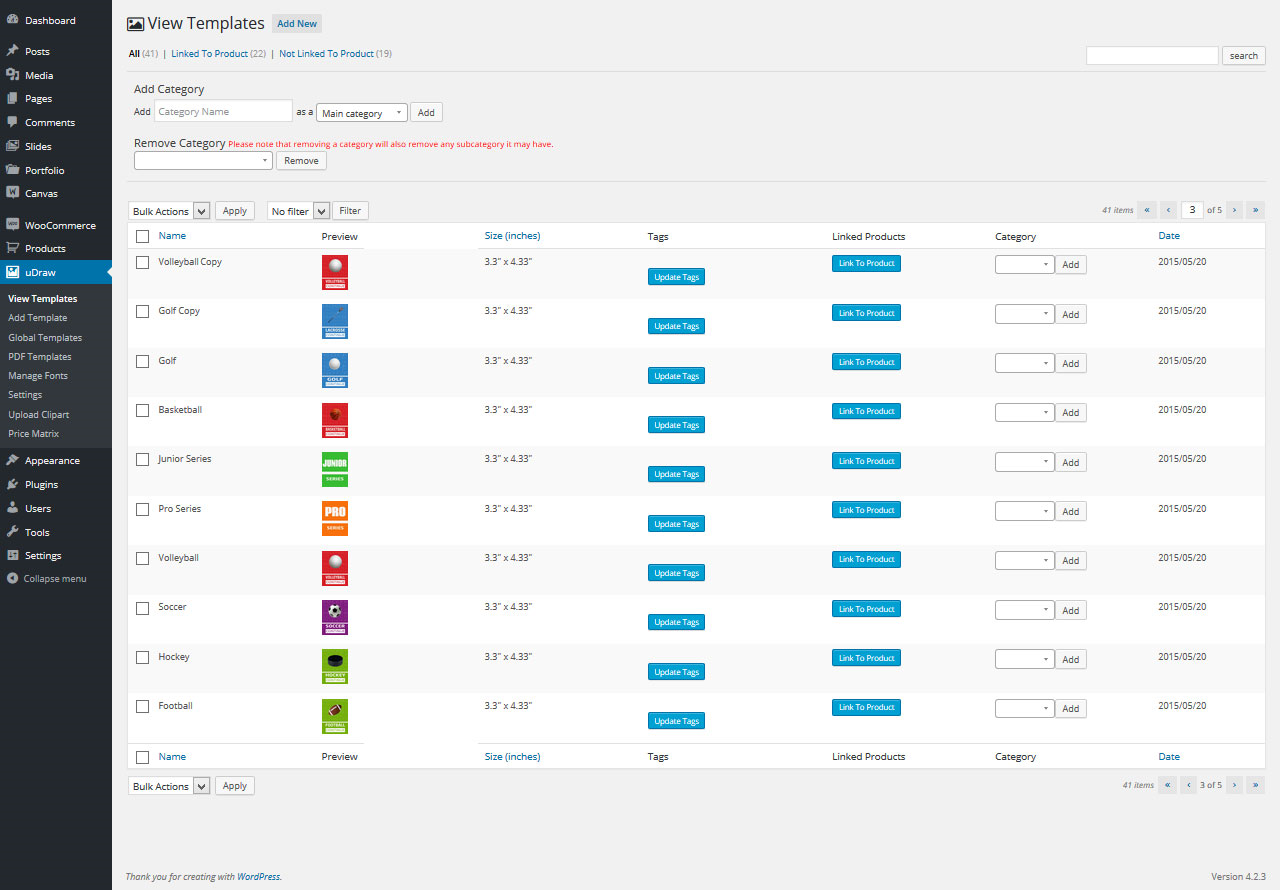 Dashboard
Posts
Media
Pages
Comments
Slides
Portfolio
Canvas
WooCommerce
Products
uDraw
View Templates
Add Template
Global Templates
PDF Templates
Manage Fonts
Settings
Upload Clipart
Price Matrix
Appearance
Plugins
Users
Tools
Settings
Collapse menu
View Templates Add New
All (41) | Linked To Product (22) | Not Linked To Product (19)
search
Add Category
Add Category Name as a Main category Add
Remove Category Please note that removing a category will also remove any subcategory it may have.
Remove
Bulk Actions Apply No filter Filter 41 items « ‹ 3 of 5 › »
Name Preview Size (inches) Tags Linked Products Category Date
Volleyball Copy VOLLEYBALL 3.3" x 4.33" Update Tags Link To Product Add 2015/05/20
Golf Copy LACROSSE 3.3" x 4.33" Update Tags Link To Product Add 2015/05/20
Golf GOLF 3.3" x 4.33" Update Tags Link To Product Add 2015/05/20
Basketball BASKETBALL 3.3" x 4.33" Update Tags Link To Product Add 2015/05/20
Junior Series JUNIOR SERIES 3.3" x 4.33" Update Tags Link To Product Add 2015/05/20
Pro Series PRO SERIES 3.3" x 4.33" Update Tags Link To Product Add 2015/05/20
Volleyball VOLLEYBALL 3.3" x 4.33" Update Tags Link To Product Add 2015/05/20
Soccer SOCCER 3.3" x 4.33" Update Tags Link To Product Add 2015/05/20
Hockey HOCKEY 3.3" x 4.33" Update Tags Link To Product Add 2015/05/20
Football FOOTBALL 3.3" x 4.33" Update Tags Link To Product Add 2015/05/20
Name Preview Size (inches) Tags Linked Products Category Date
Bulk Actions Apply 41 items « ‹ 3 of 5 › »
Thank you for creating with WordPress. Version 4.2.3